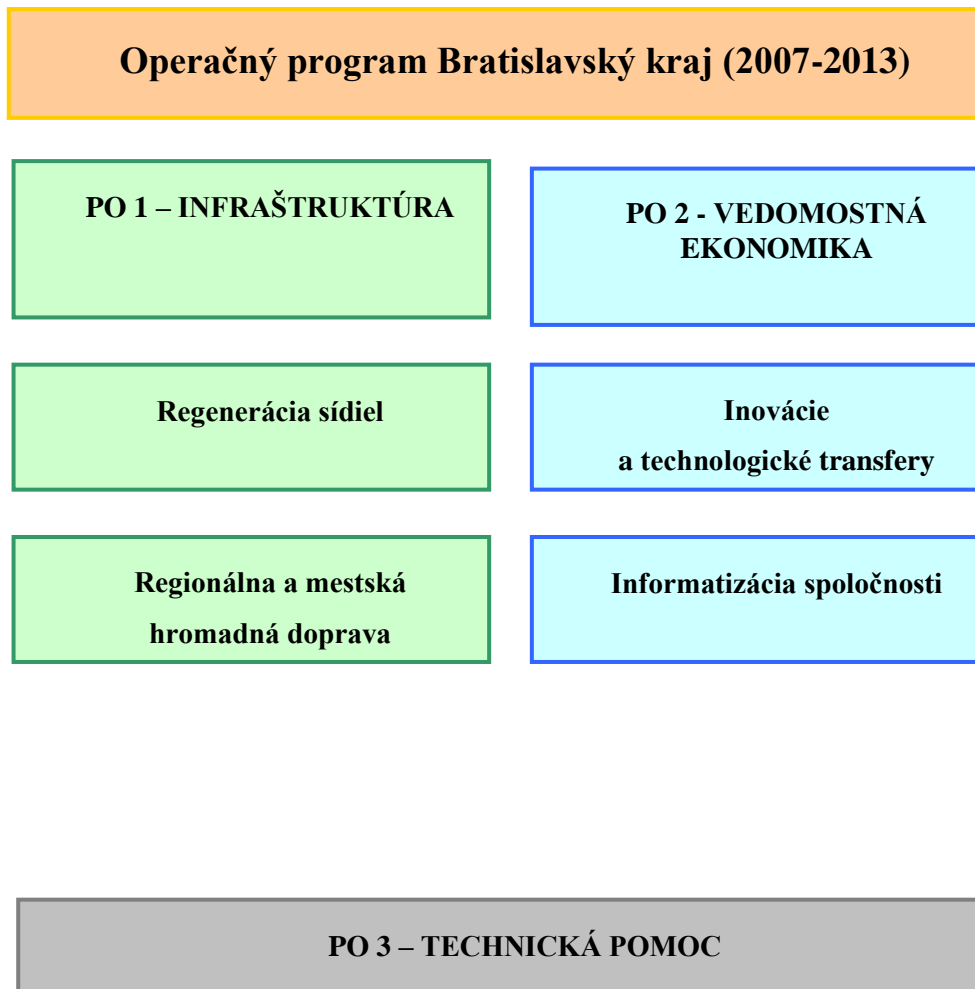 Operačný program Bratislavský kraj (2007-2013)
PO 1 – INFRAŠTRUKTÚRA
PO 2 - VEDOMOSTNÁ
EKONOMIKA
Regenerácia sídiel
Inovácie
a technologické transfery
Regionálna a mestská
hromadná doprava
Informatizácia spoločnosti
PO 3 – TECHNICKÁ POMOC